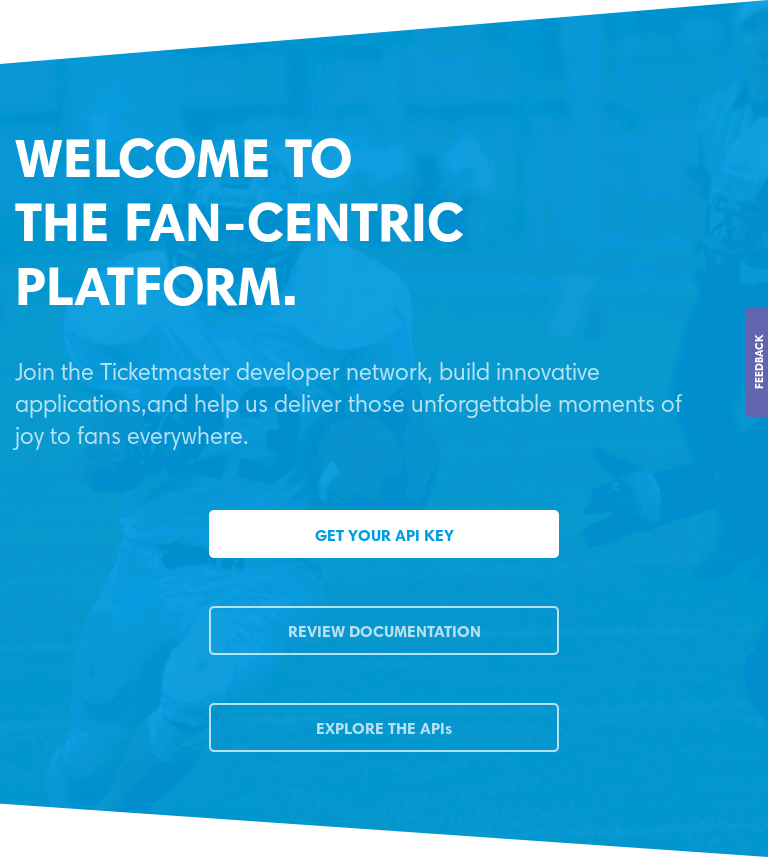 WELCOME TO
THE FAN-CENTRIC
PLATFORM.
Join the Ticketmaster developer network, build innovative
applications,and help us deliver those unforgettable moments of
joy to fans everywhere.
FEEDBACK
GET YOUR API KEY
REVIEW DOCUMENTATION
EXPLORE THE APIs